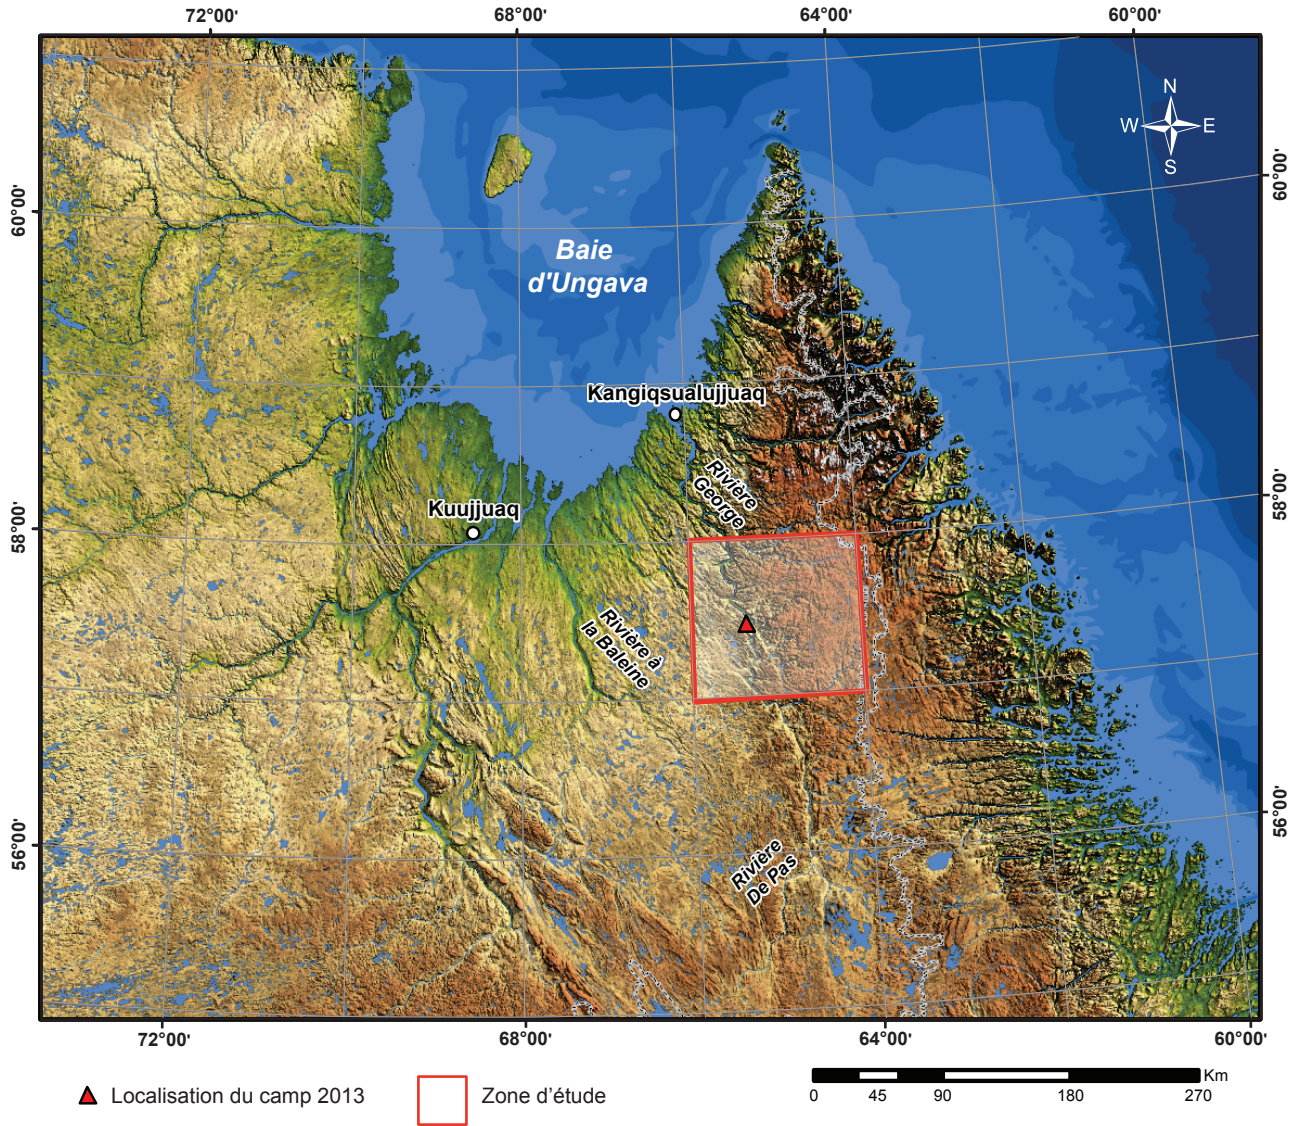 72°00'
68°00'
64°00'
60°00'
N
W
E
S
60°00'
60°00'
Baie
d'Ungava
Kangiqsualujjuaq
Rivière
George
58°00'
58°00'
Kuujjuaq
Rivière à
la Baleine
56°00'
56°00'
Rivière
De Pas
72°00'
68°00'
64°00'
60°00'
Localisation du camp 2013
Zone d'étude
Km
0
45
90
180
270